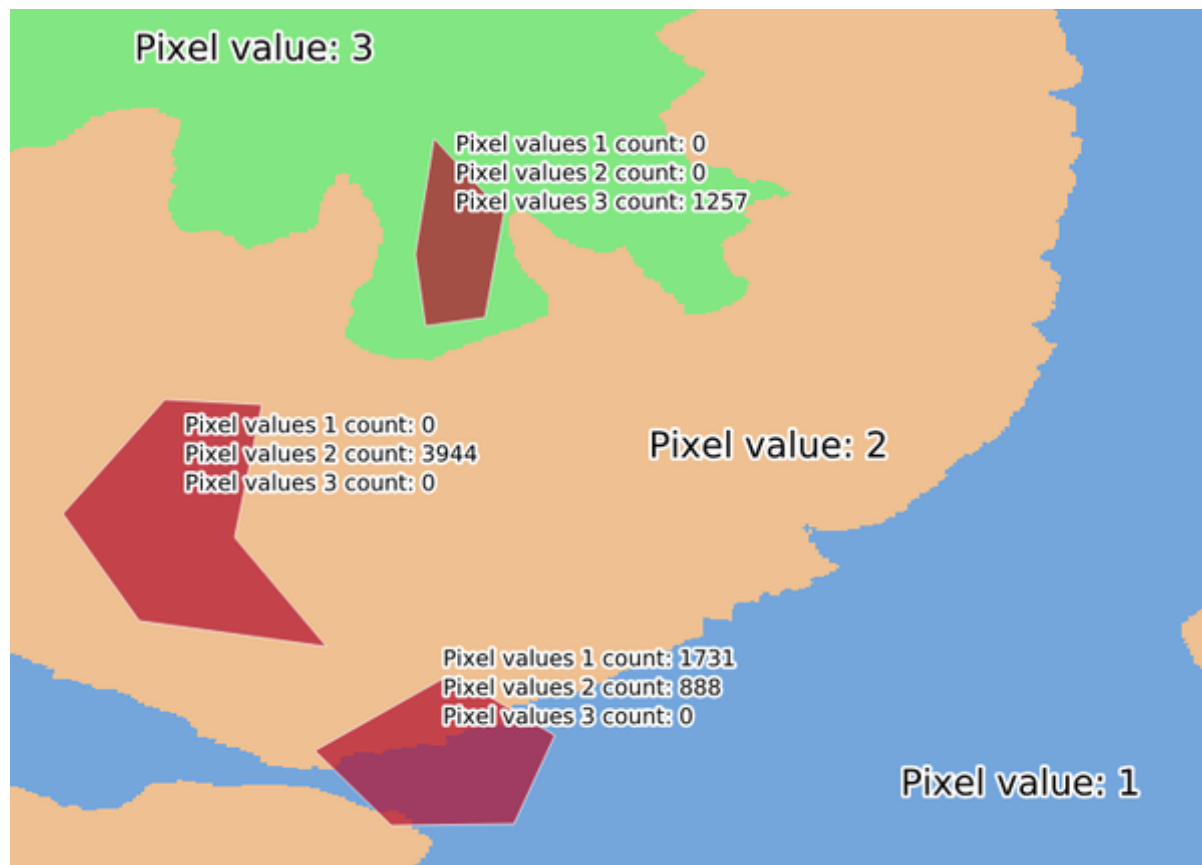 Pixel value: 3
Pixel values 1 count: 0
Pixel values 2 count: 0
Pixel values 3 count: 1257
Pixel values 1 count: 0
Pixel values 2 count: 3944
Pixel values 3 count: 0
Pixel value: 2
Pixel values 1 count: 1731
Pixel values 2 count: 888
Pixel values 3 count: 0
Pixel value: 1